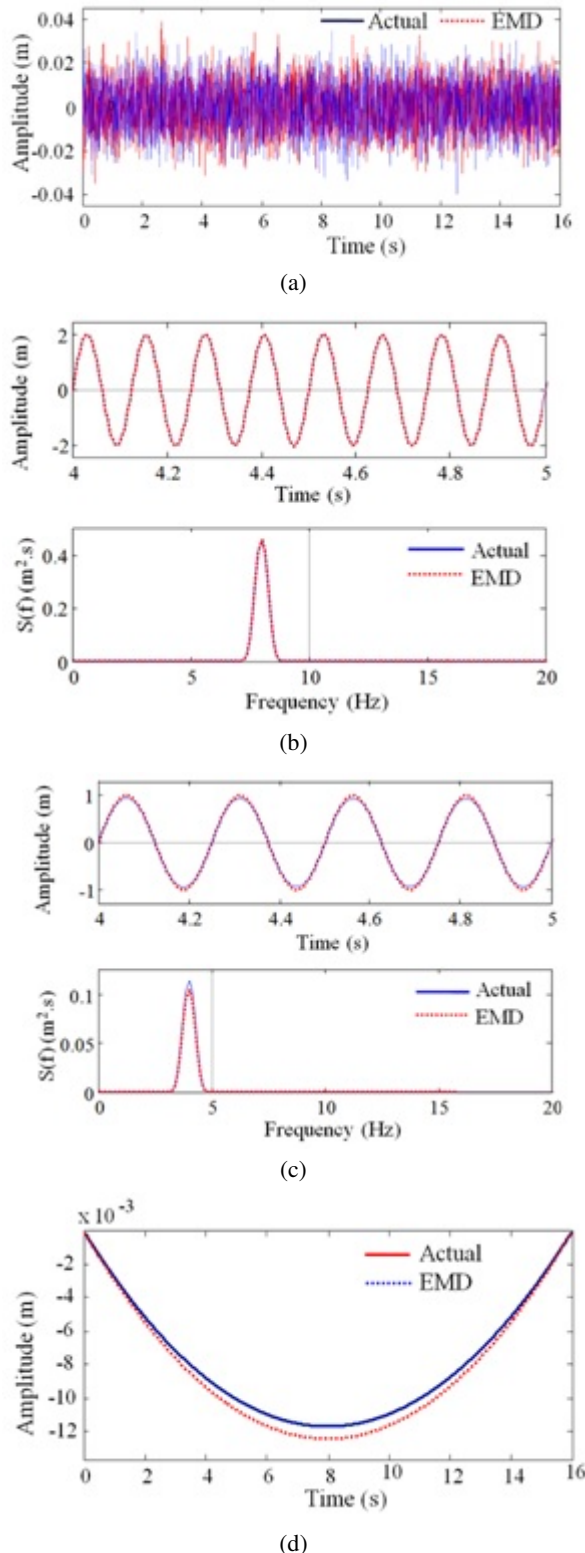 Actual EMD
0.04
0.02
0
-0.02
-0.04
Amplitude (m)
0 2 4 6 8 10 12 14 16
Time (s)
(a)
2
0
-2
Amplitude (m)
4 4.2 4.4 4.6 4.8 5
Time (s)
Actual
EMD
0.4
0.2
0
S(f) (m².s)
0 5 10 15 20
Frequency (Hz)
(b)
1
0
-1
Amplitude (m)
4 4.2 4.4 4.6 4.8 5
Time (s)
Actual
EMD
0.1
0.05
0
S(f) (m².s)
0 5 10 15 20
Frequency (Hz)
(c)
x 10⁻³
Actual
EMD
-2
-4
-6
-8
-10
-12
Amplitude (m)
0 2 4 6 8 10 12 14 16
Time (s)
(d)